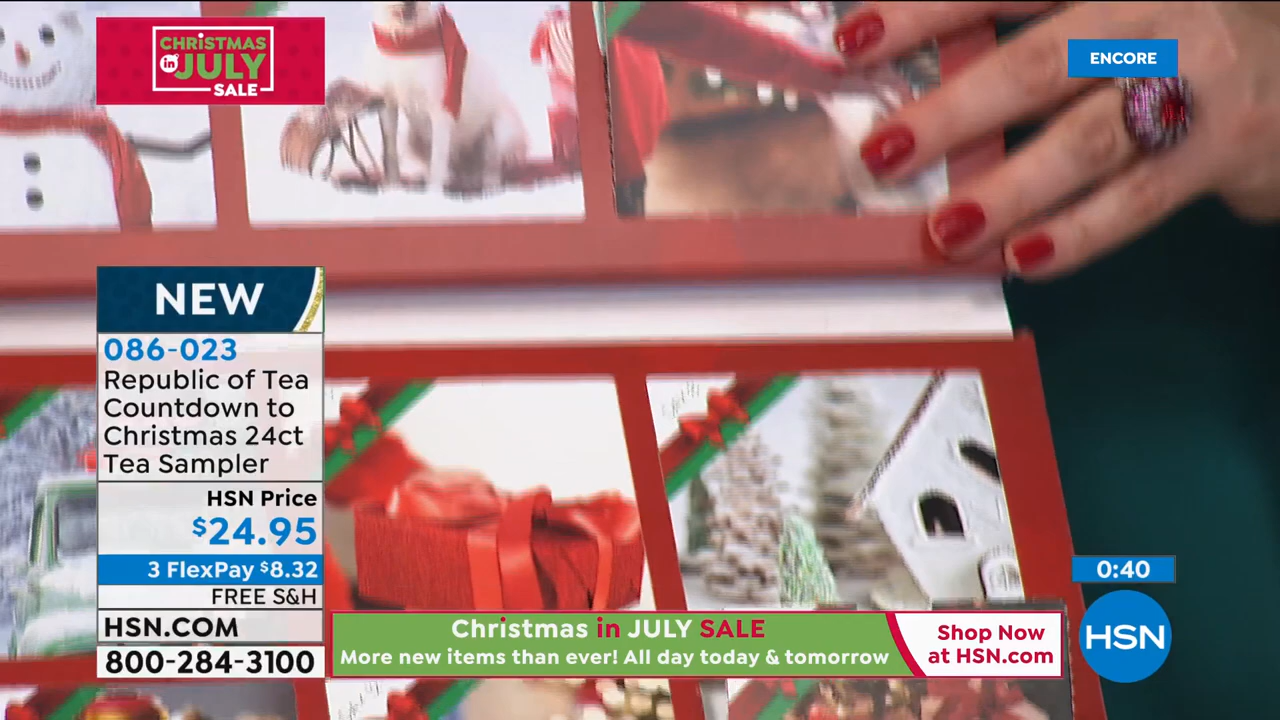 CHRISTMAS
in JULY
SALE
ENCORE
NEW
086-023
Republic of Tea
Countdown to
Christmas 24ct
Tea Sampler
HSN Price
$24.95
3 FlexPay $8.32
FREE S&H
HSN.COM
800-284-3100
Christmas in JULY SALE
More new items than ever! All day today & tomorrow
Shop Now
at HSN.com
0:40
HSN